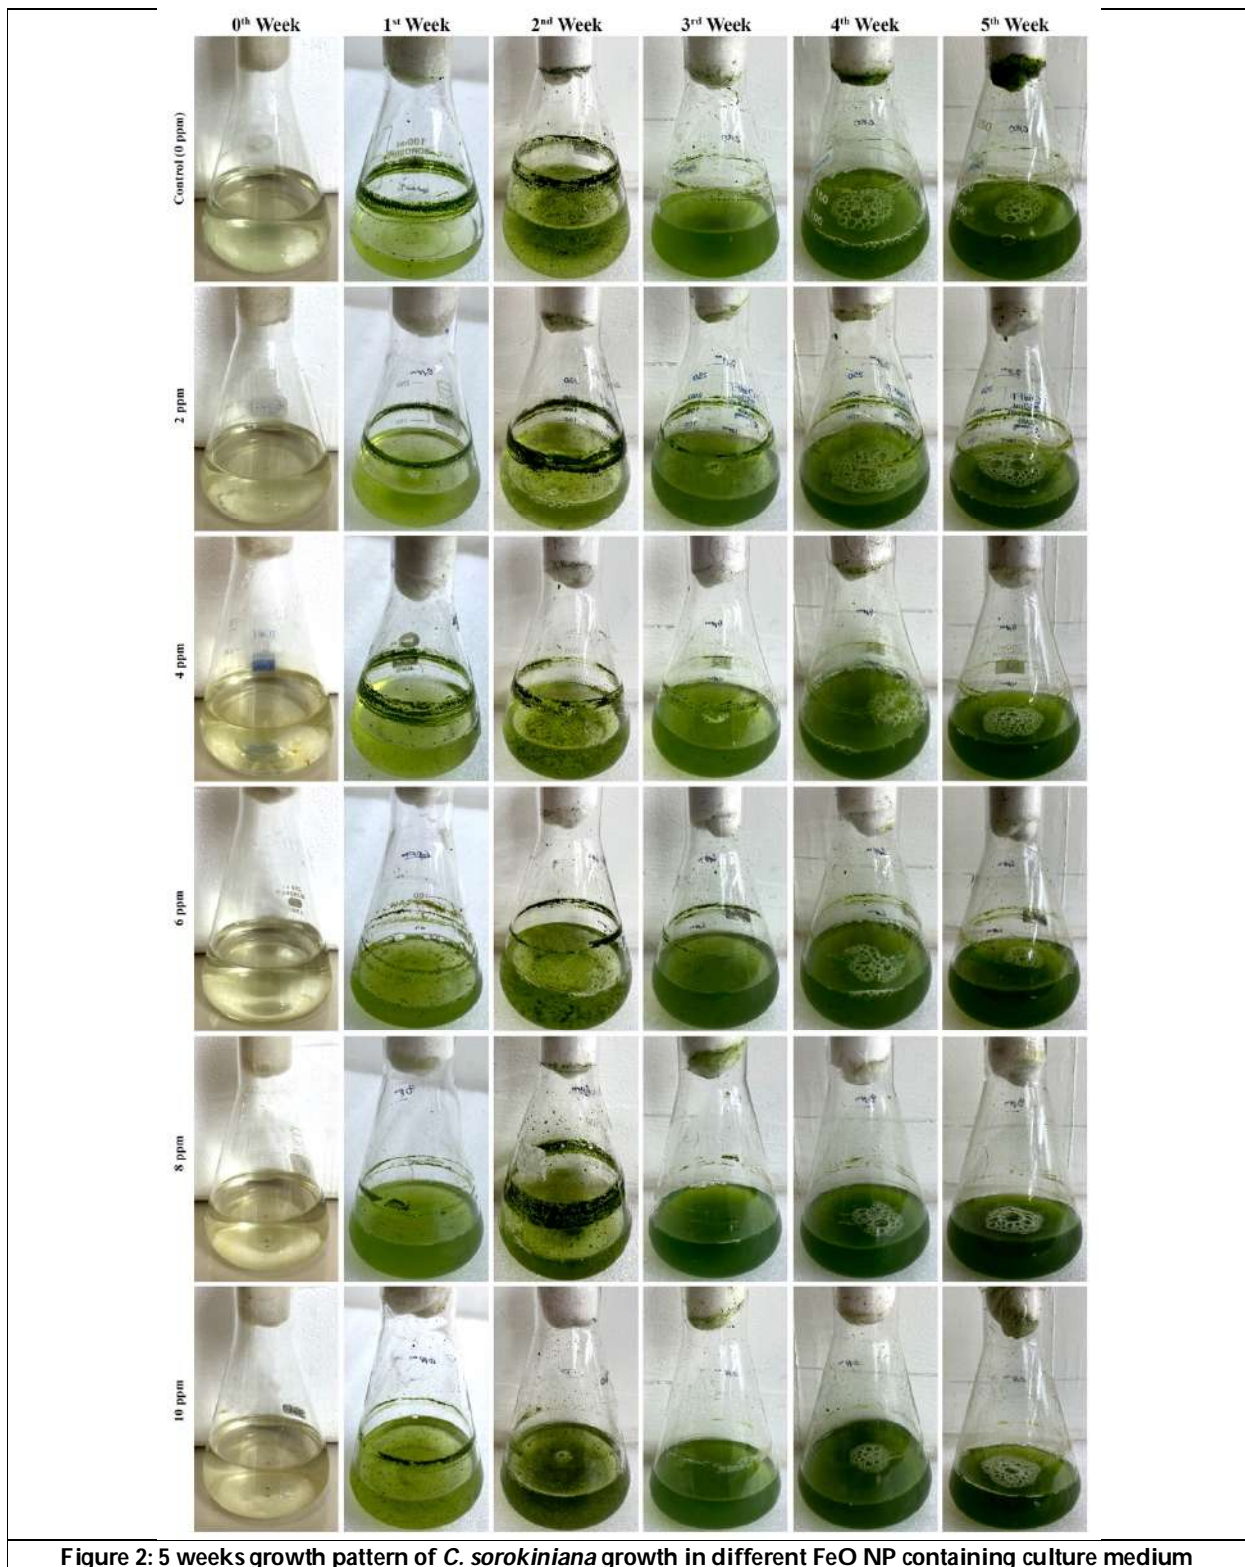 0th Week 1st Week 2nd Week 3rd Week 4th Week 5th Week
Control (0 ppm)
2 ppm
4 ppm
6 ppm
8 ppm
10 ppm
Figure 2: 5 weeks growth pattern of C. sorokiniana growth in different FeO NP containing culture medium